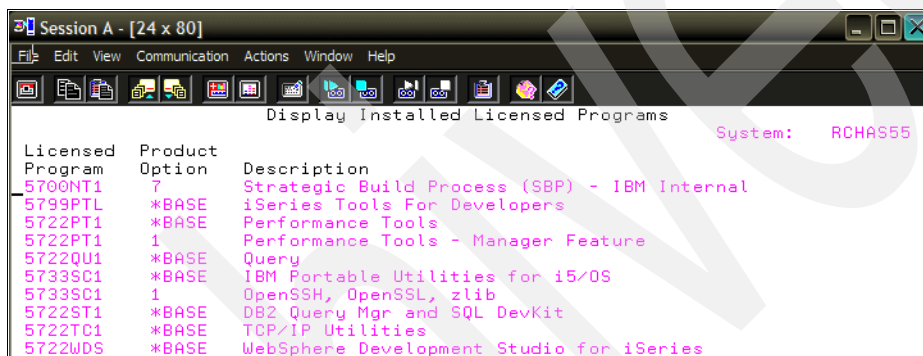 Session A - [24 x 80]
File Edit View Communication Actions Window Help
Display Installed Licensed Programs
System: RCHAS55
Licensed Product
Program Option Description
5700NT1 7 Strategic Build Process (SBP) - IBM Internal
5799PTL *BASE iSeries Tools For Developers
5722PT1 *BASE Performance Tools
5722PT1 1 Performance Tools - Manager Feature
5722QU1 *BASE Query
5733SC1 *BASE IBM Portable Utilities for i5/OS
5733SC1 1 OpenSSH, OpenSSL, zlib
5722ST1 *BASE DB2 Query Mgr and SQL DevKit
5722TC1 *BASE TCP/IP Utilities
5722WDS *BASE WebSphere Development Studio for iSeries